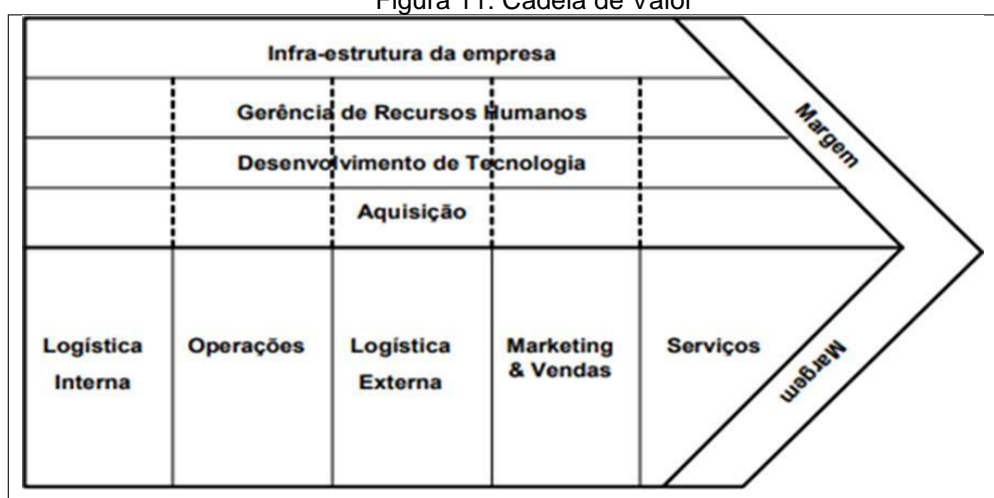 Figura 11: Cadeia de Valor
Infra-estrutura da empresa
Gerência de Recursos Humanos
Desenvolvimento de Tecnologia
Aquisição
Margem
Logística
Interna
Operações
Logística
Externa
Marketing
& Vendas
Serviços
Margem